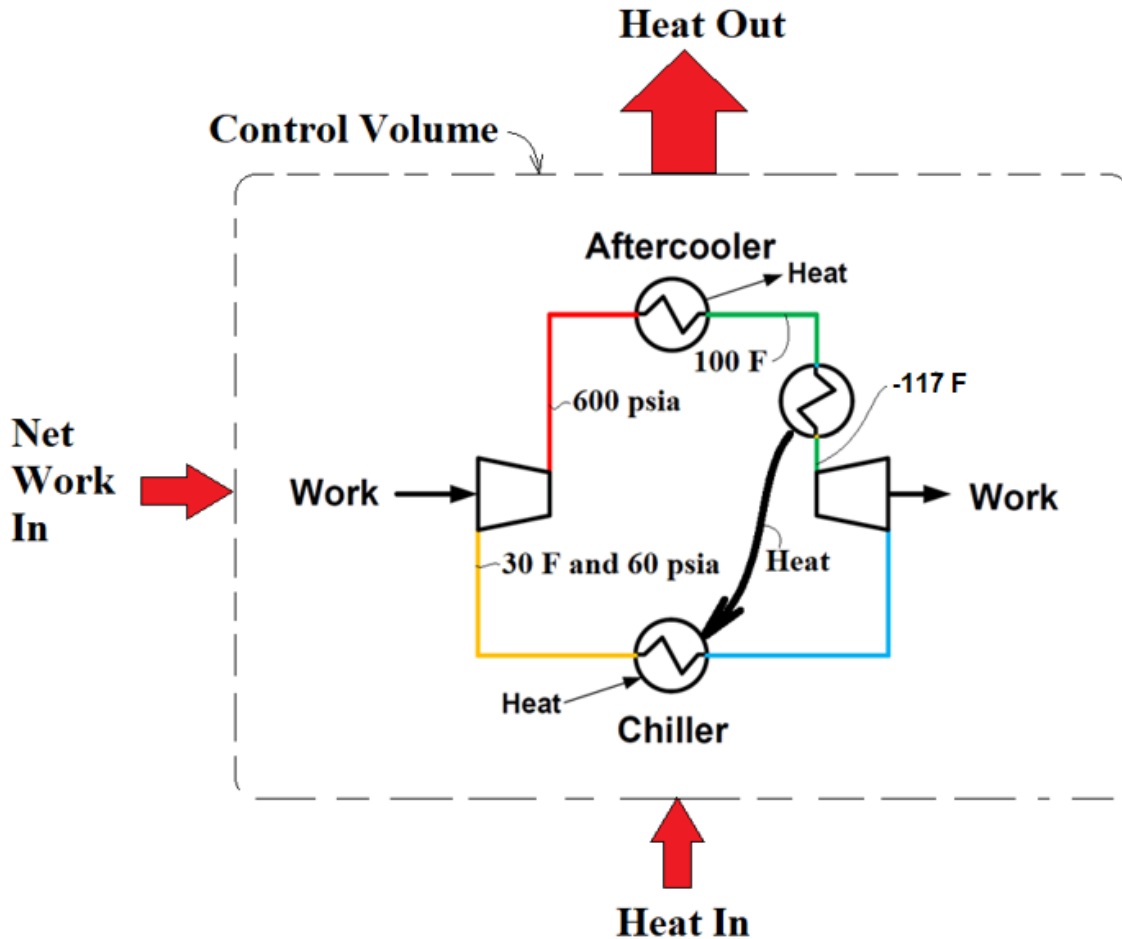 Heat Out
Control Volume
Aftercooler
Heat
100 F
-117 F
600 psia
Net
Work
In
Work
Work
30 F and 60 psia
Heat
Heat
Chiller
Heat In